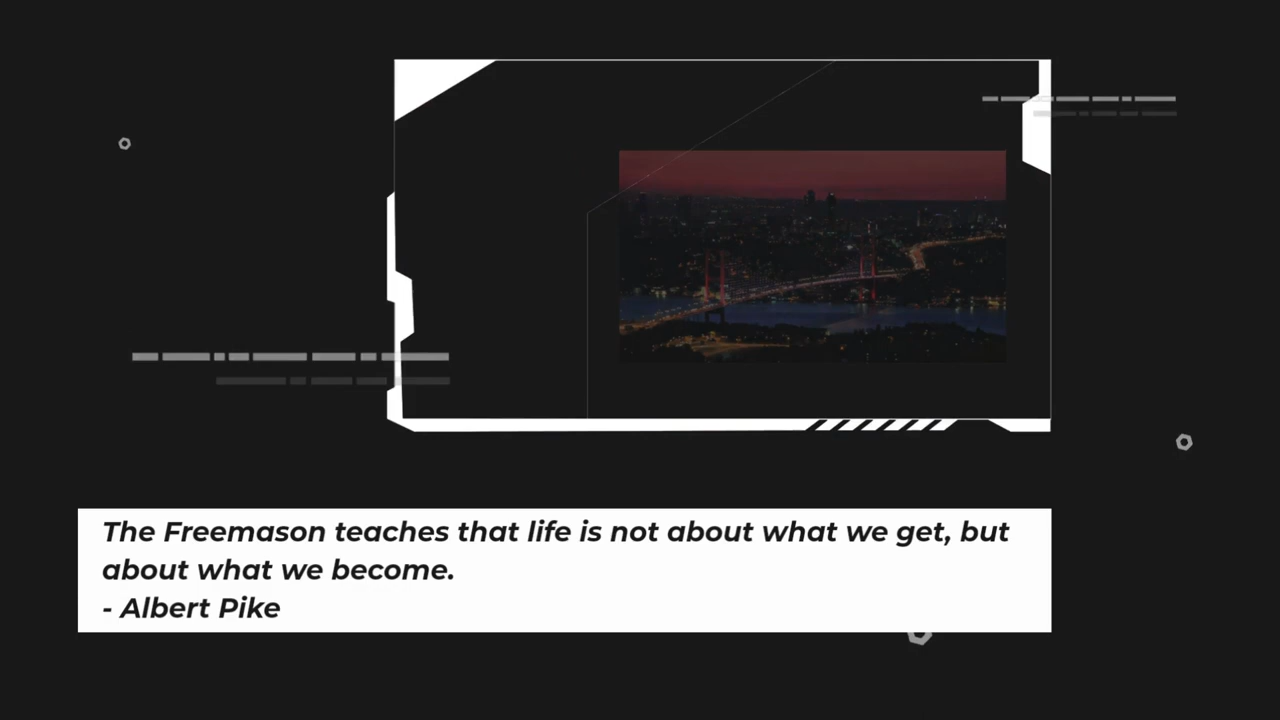 The Freemason teaches that life is not about what we get, but
about what we become.
- Albert Pike